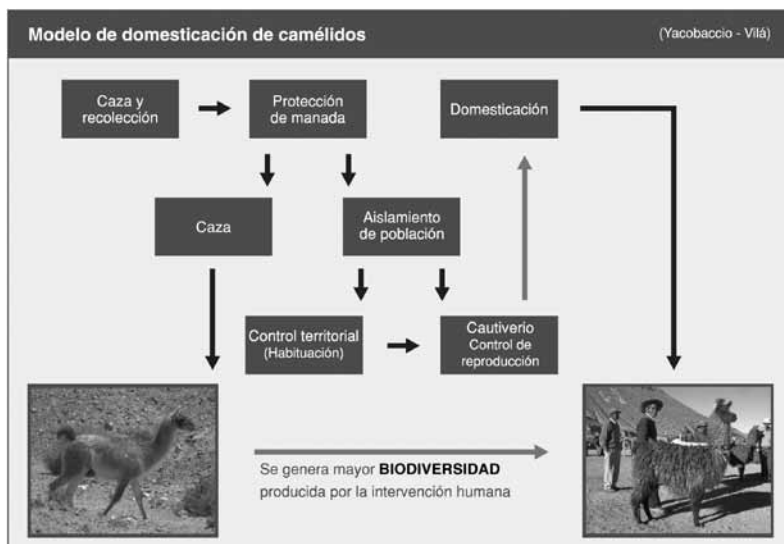 Modelo de domesticación de camélidos
(Yacobaccio - Vilá)
Caza y
recolección
Protección
de manada
Domesticación
Caza
Aislamiento
de población
Control territorial
(Habituación)
Cautiverio
Control de
reproducción
Se genera mayor BIODIVERSIDAD
producida por la intervención humana